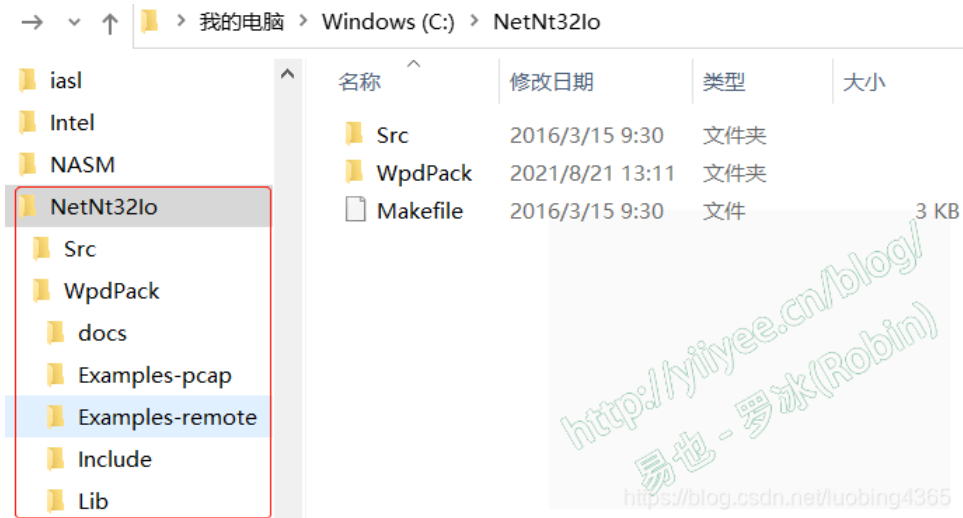 我的电脑 > Windows (C:) > NetNt32Io
iasl
Intel
NASM
NetNt32Io
Src
WpdPack
docs
Examples-pcap
Examples-remote
Include
Lib
名称 修改日期 类型 大小
Src 2016/3/15 9:30 文件夹
WpdPack 2021/8/21 13:11 文件夹
Makefile 2016/3/15 9:30 文件 3 KB
http://yiiyee.cn/blog/
易也-罗冰(Robin)
https://blog.csdn.net/luobing4365